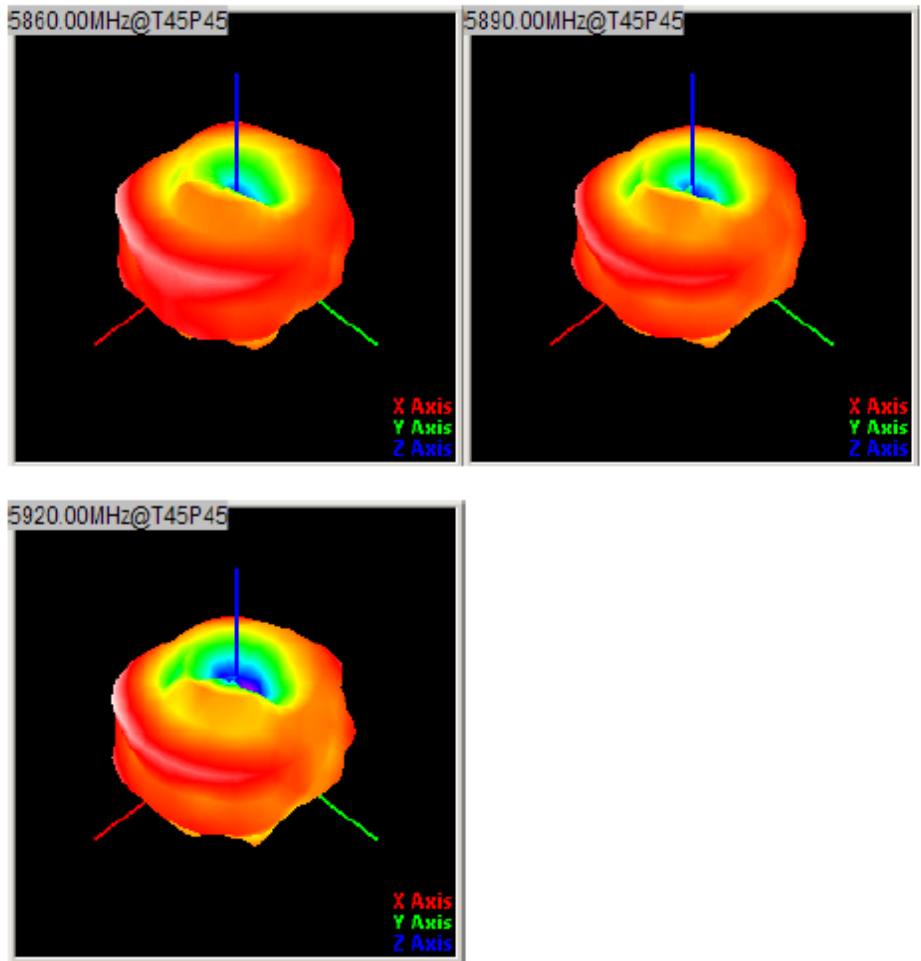 5860.00MHz@T45P45
5890.00MHz@T45P45
X Axis
Y Axis
Z Axis
X Axis
Y Axis
Z Axis
5920.00MHz@T45P45
X Axis
Y Axis
Z Axis